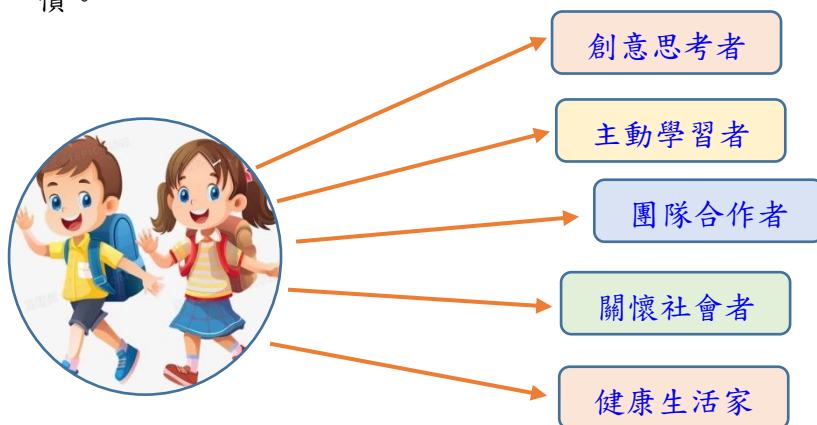 價。
創意思考者
主動學習者
團隊合作者
關懷社會者
健康生活家